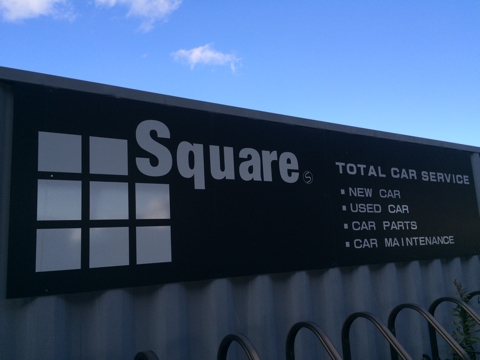 Square
TOTAL CAR SERVICE
▪ NEW CAR
▪ USED CAR
▪ CAR PARTS
▪ CAR MAINTENANCE